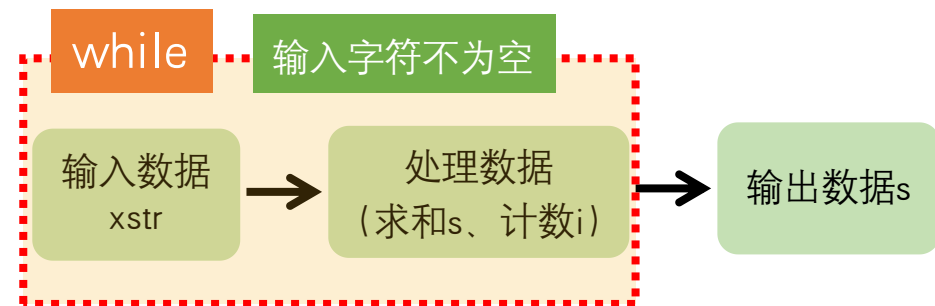 while
输入字符不为空
输入数据
xstr
处理数据
（求和s、计数i）
输出数据s